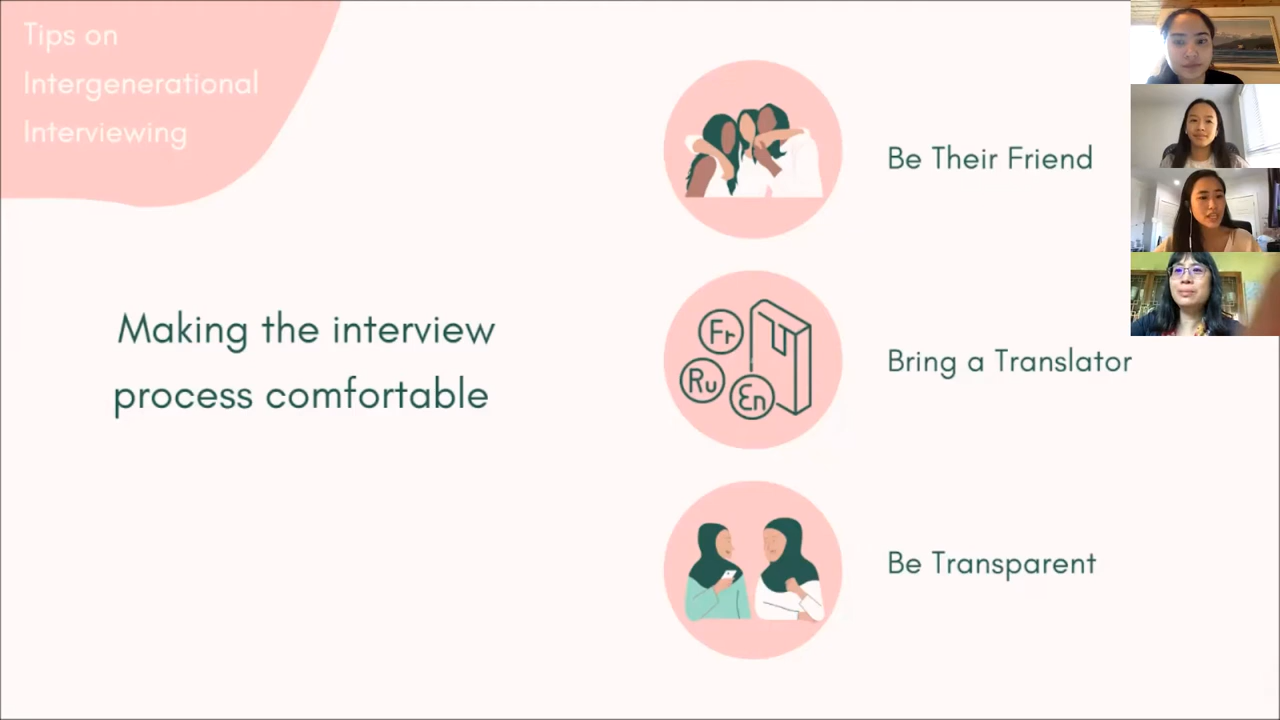 Tips on
Intergenerational
Interviewing
Making the interview
process comfortable
Be Their Friend
Fr
Ru
En
Bring a Translator
Be Transparent